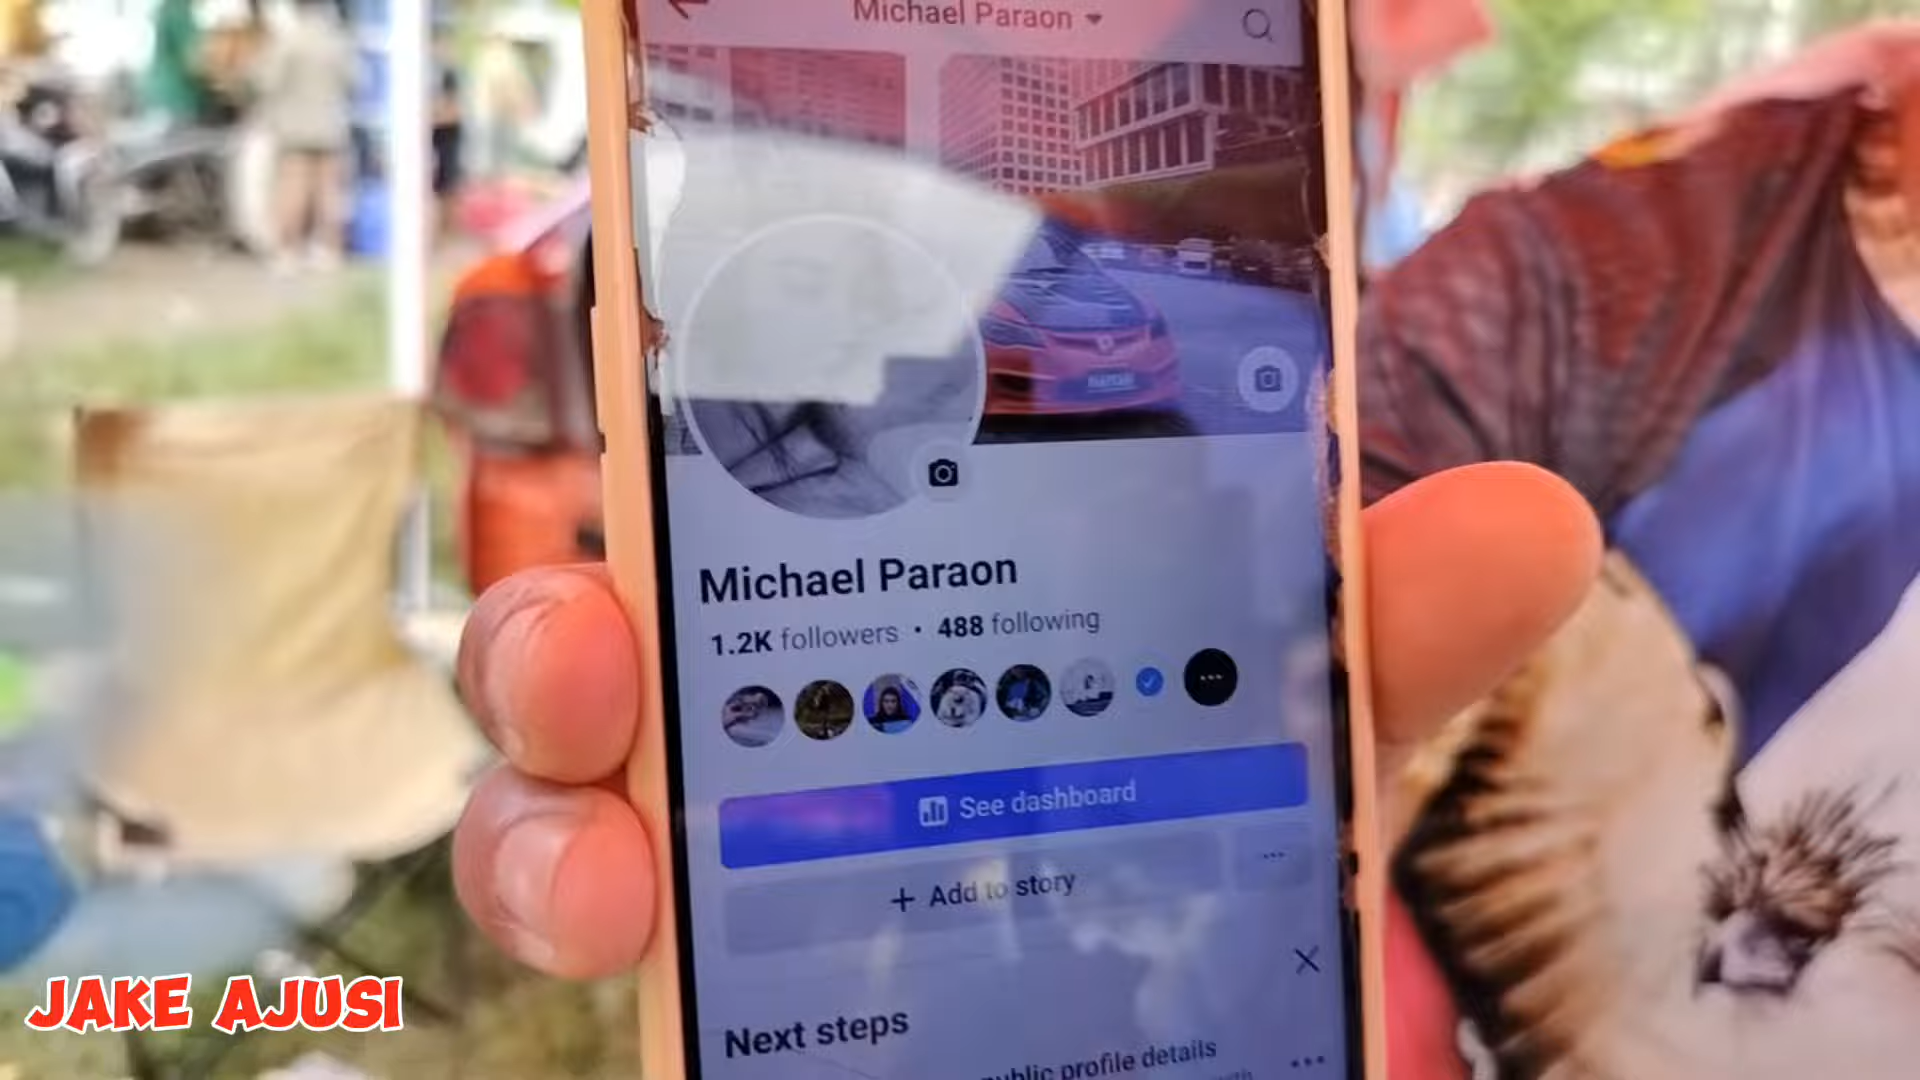 Michael Paraon
Michael Paraon
1.2K followers • 488 following
See dashboard
+ Add to story
Next steps
public profile details
JAKE AJUSI